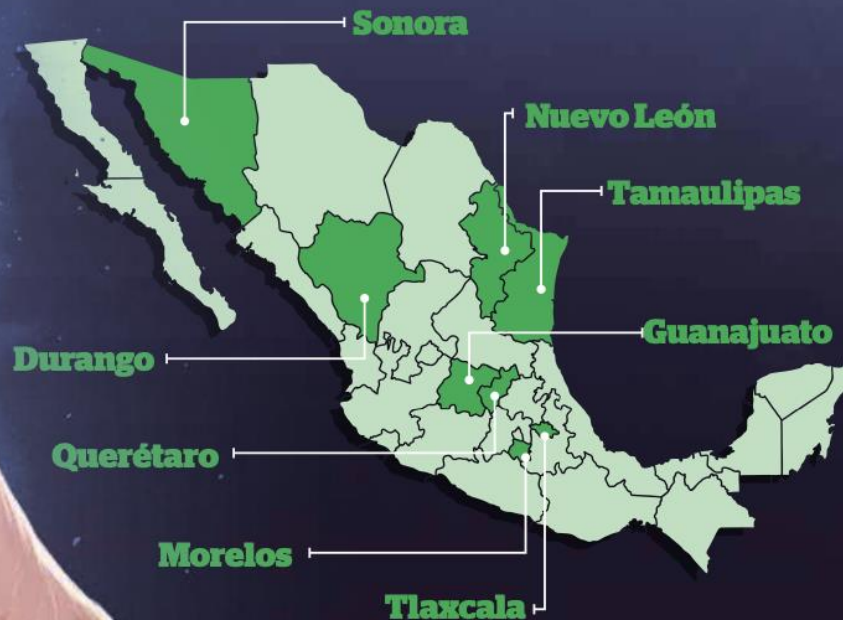 Sonora
Nuevo León
Tamaulipas
Guanajuato
Durango
Querétaro
Morelos
Tlaxcala